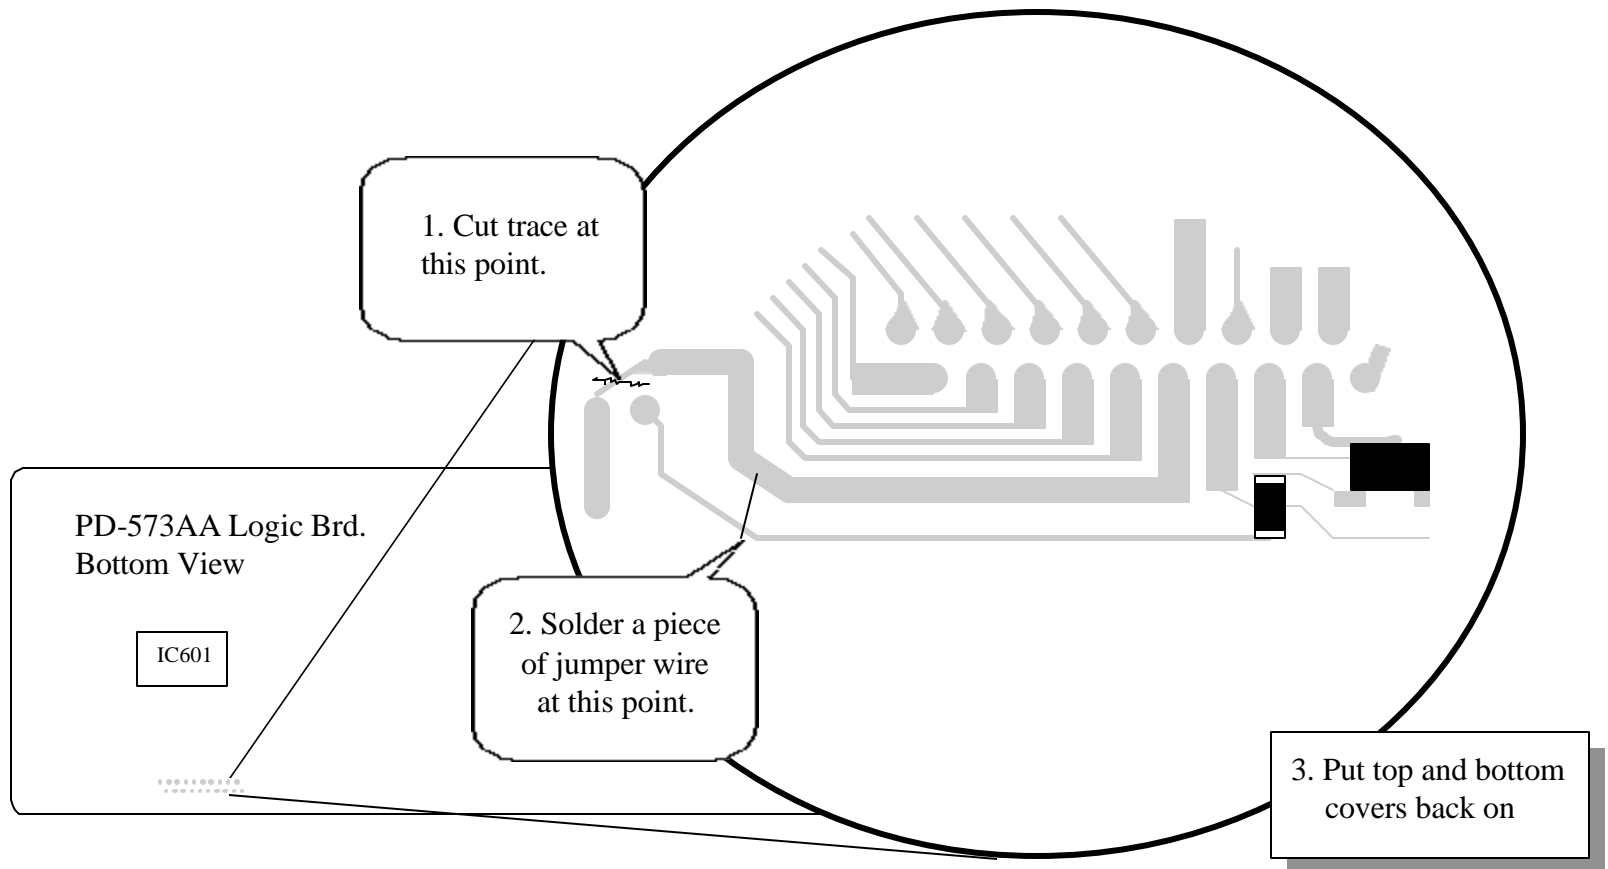 1. Cut trace at
this point.
PD-573AA Logic Brd.
Bottom View
IC601
2. Solder a piece
of jumper wire
at this point.
3. Put top and bottom
covers back on